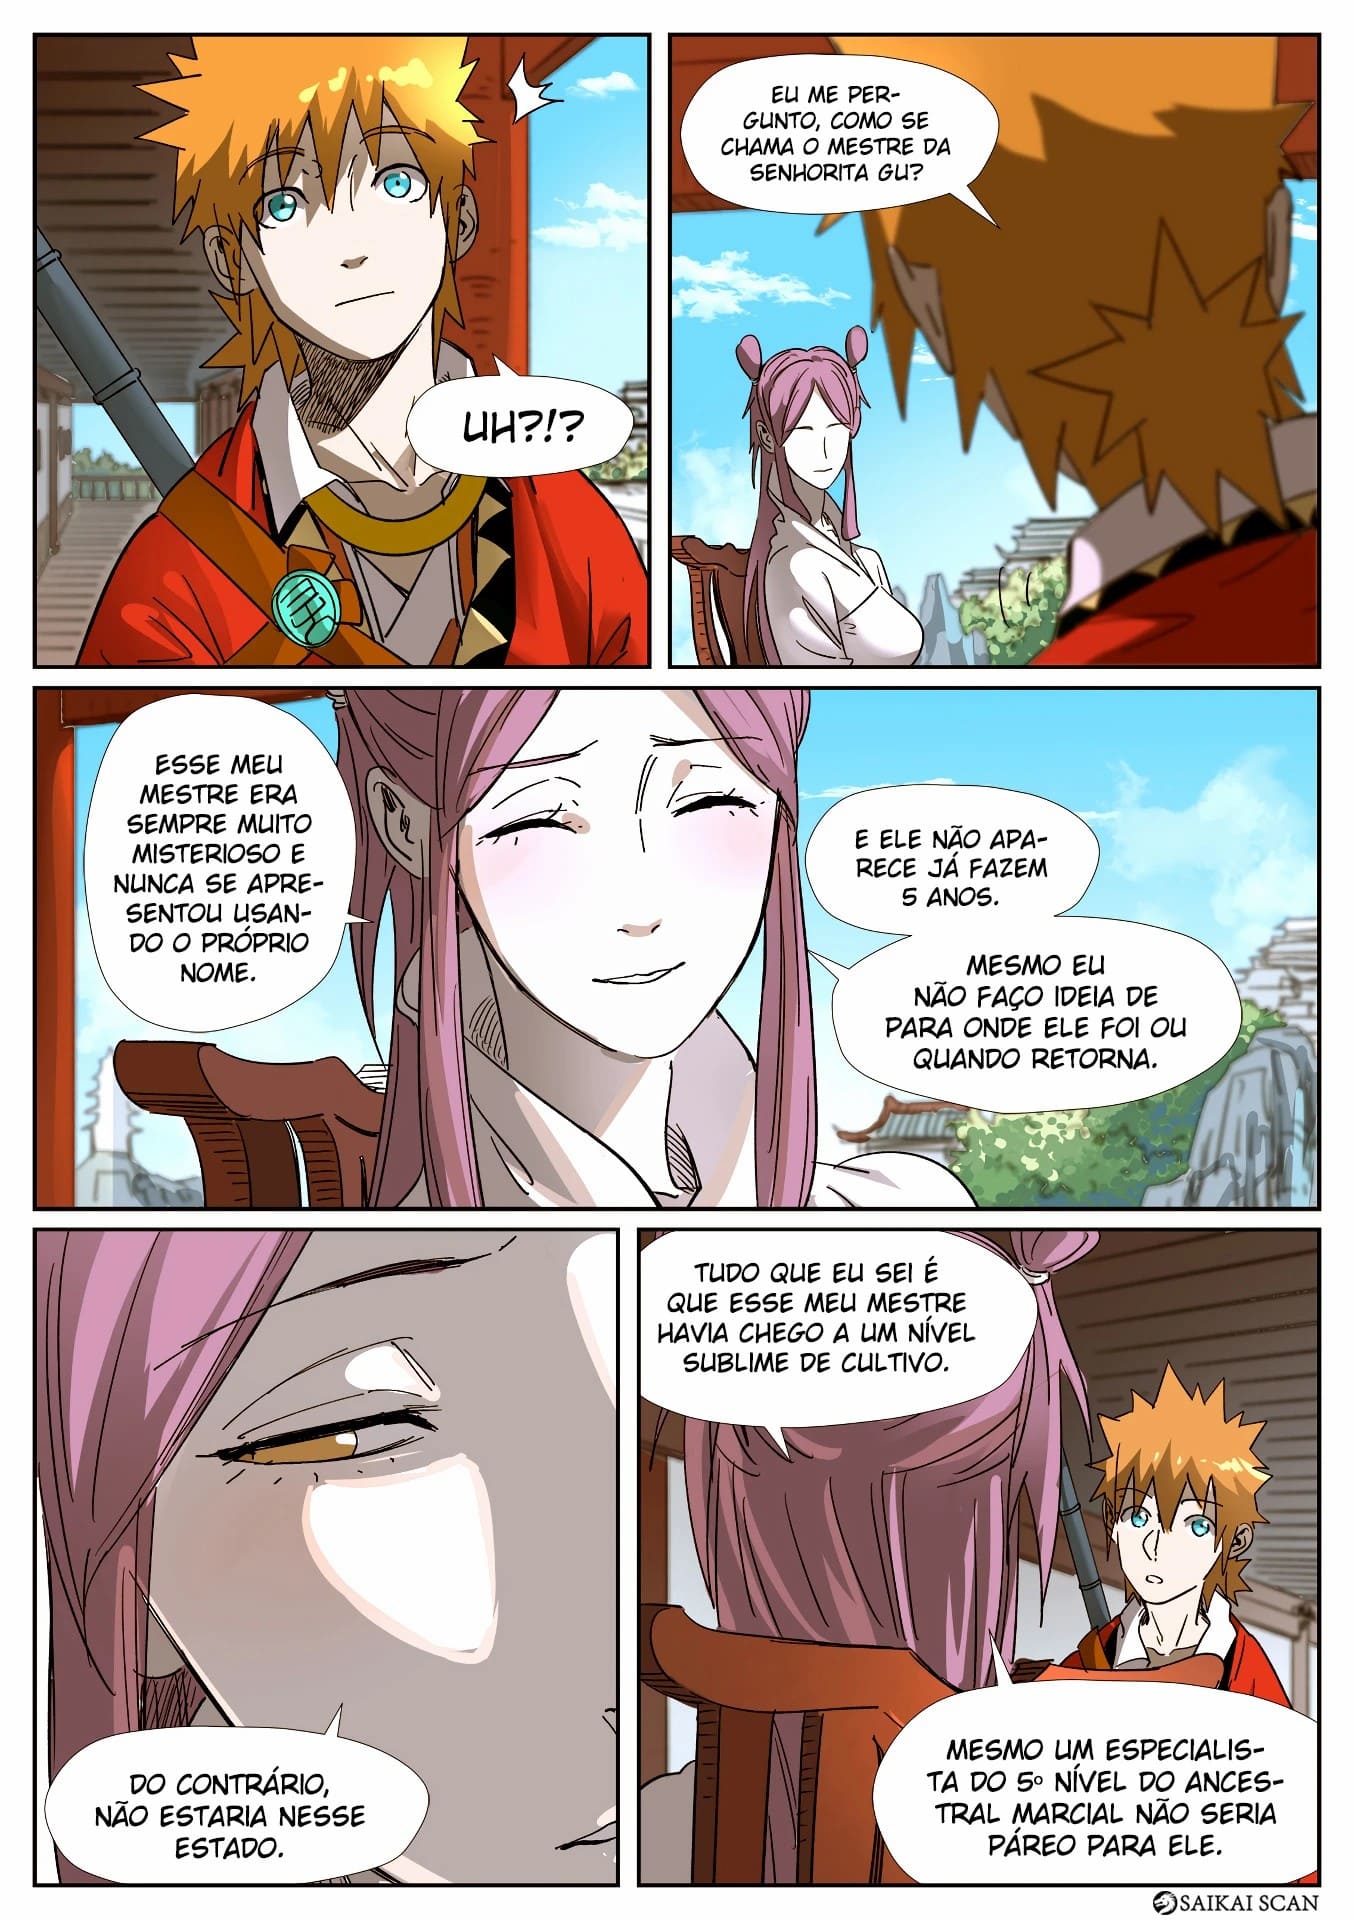 UH?!?
EU ME PER-
GUNTO, COMO SE
CHAMA O MESTRE DA
SENHORITA GU?
ESSE MEU
MESTRE ERA
SEMPRE MUITO
MISTERIOSO E
NUNCA SE APRE-
SENTOU USAN-
DO O PRÓPRIO
NOME.
E ELE NÃO APA-
RECE JÁ FAZEM
5 ANOS.
MESMO EU
NÃO FAÇO IDEIA DE
PARA ONDE ELE FOI OU
QUANDO RETORNA.
DO CONTRÁRIO,
NÃO ESTARIA NESSE
ESTADO.
TUDO QUE EU SEI É
QUE ESSE MEU MESTRE
HAVIA CHEGO A UM NÍVEL
SUBLIME DE CULTIVO.
MESMO UM ESPECIALIS-
TA DO 5º NÍVEL DO ANCES-
TRAL MARCIAL NÃO SERIA
PÁREO PARA ELE.
SAIKAI SCAN